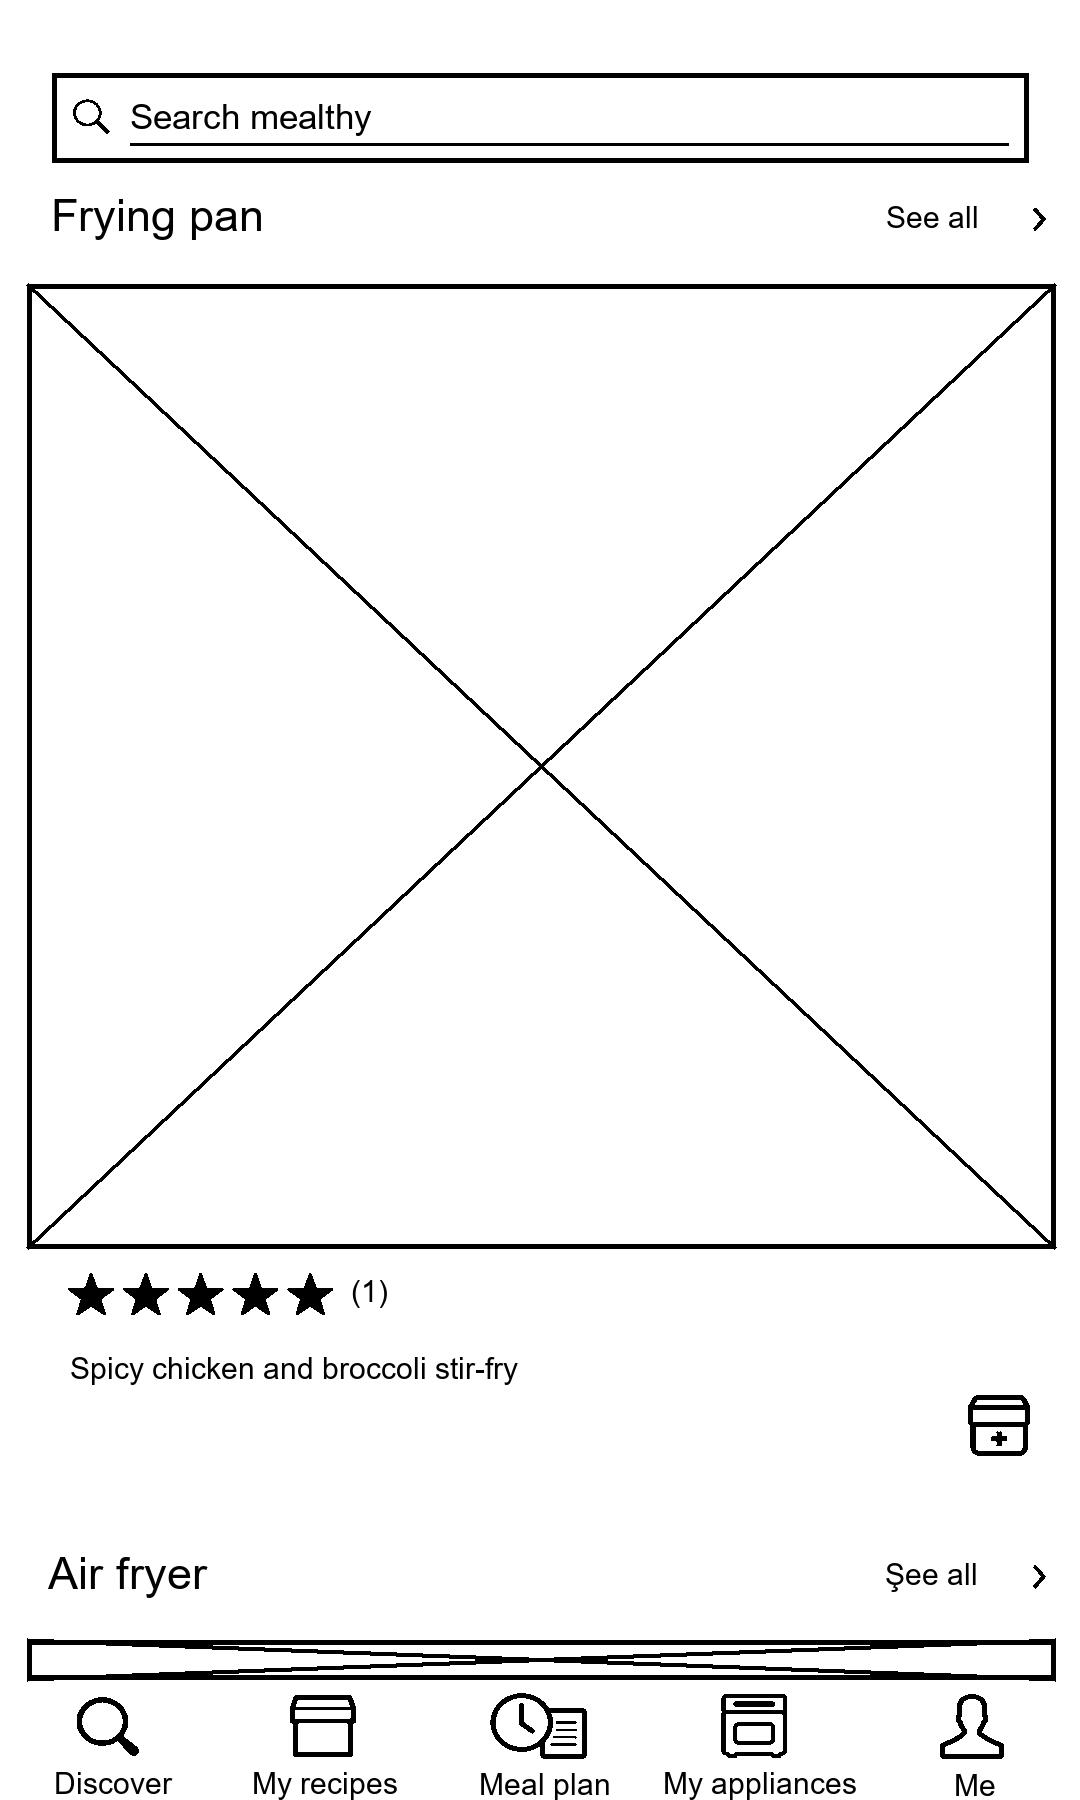 Search mealthy
Frying pan
See all
(1)
Spicy chicken and broccoli stir-fry
Air fryer
Şee all
Discover
My recipes
Meal plan
My appliances
Me